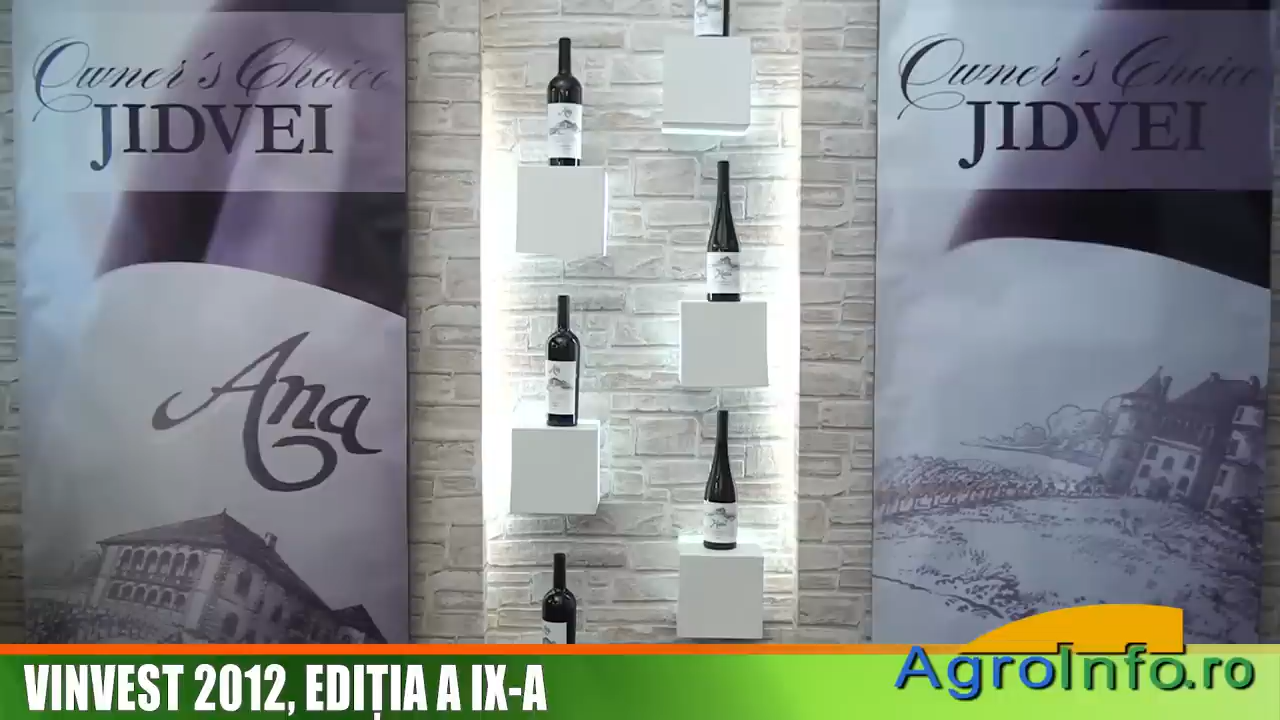 Owner's Choice
JIDVEI
Ana
Owner's Choice
JIDVEI
VINVEST 2012, EDIȚIA A IX-A
AgroInfo.ro